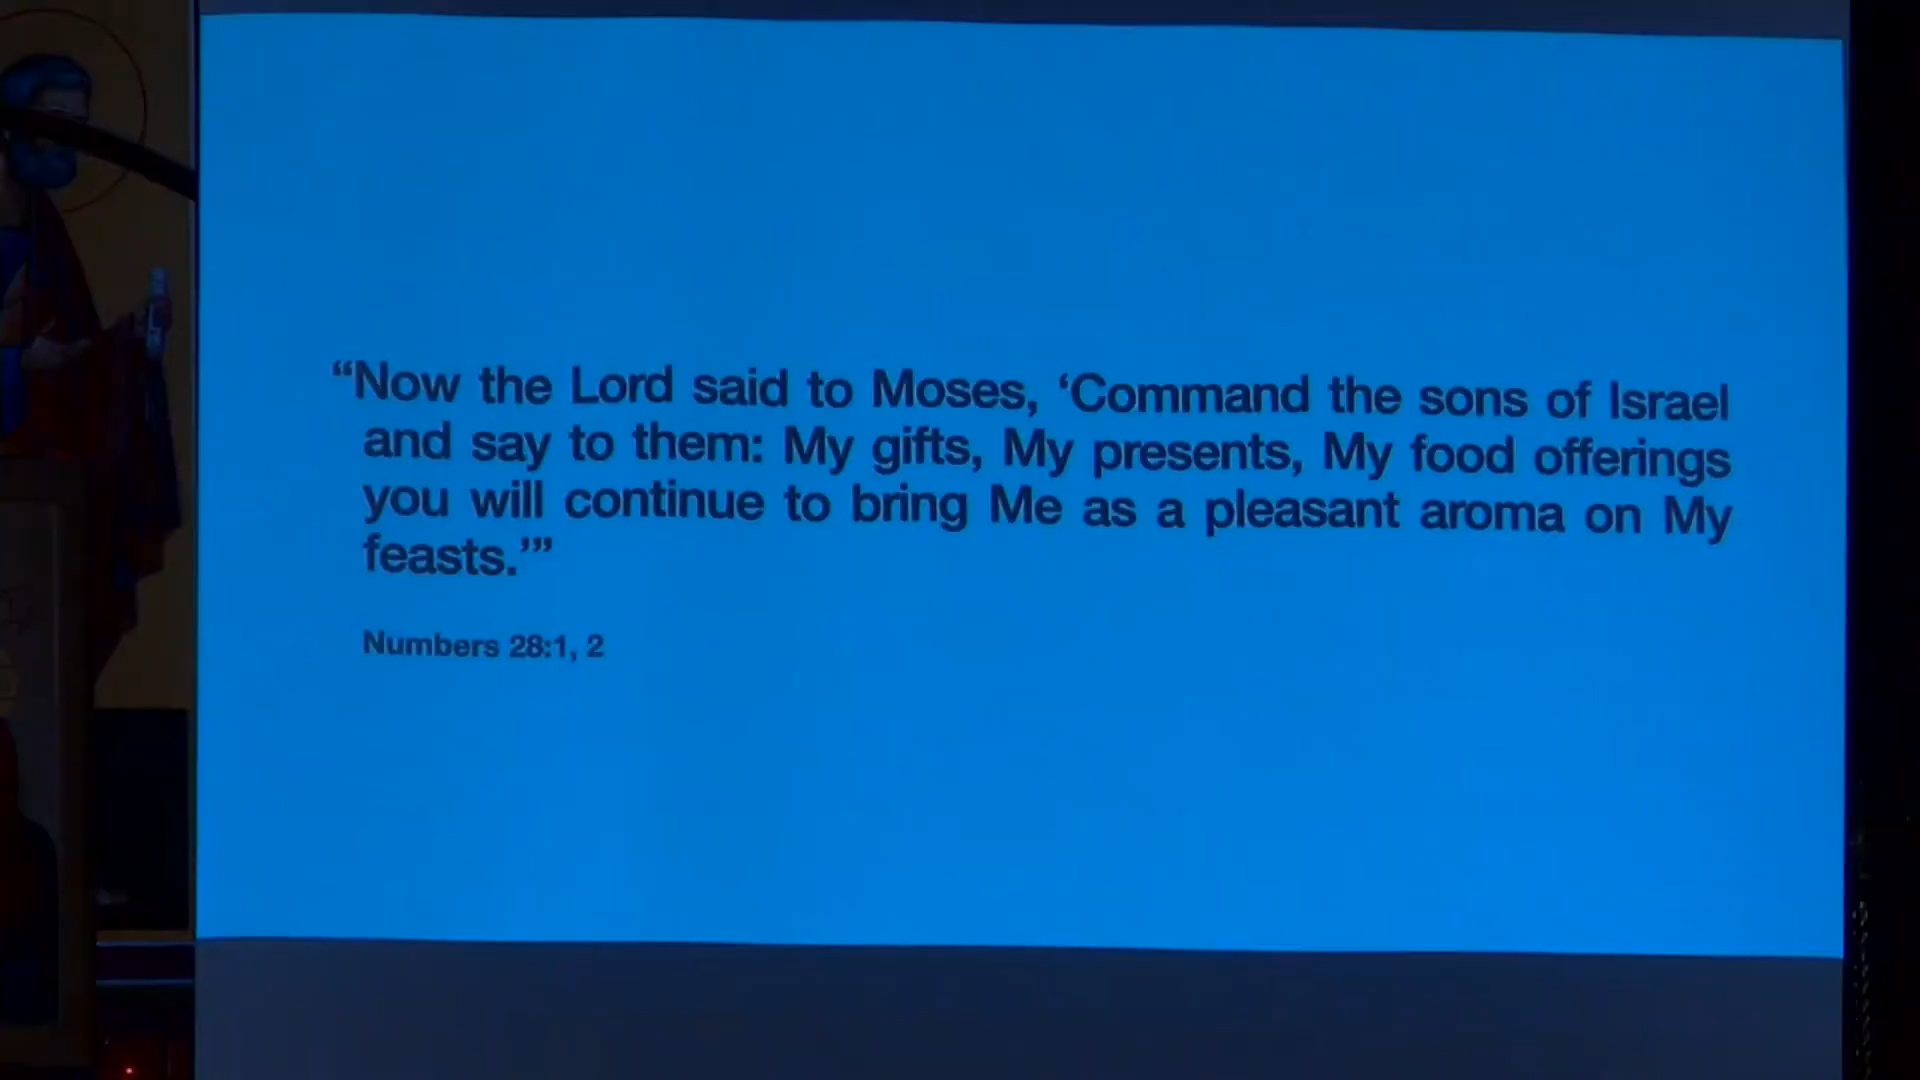 “Now the Lord said to Moses, ‘Command the sons of Israel
and say to them: My gifts, My presents, My food offerings
you will continue to bring Me as a pleasant aroma on My
feasts.’”
Numbers 28:1, 2